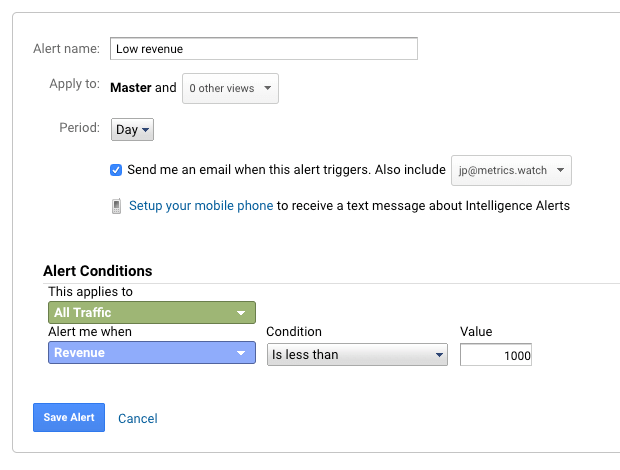 Alert name: Low revenue
Apply to: Master and 0 other views
Period: Day
Send me an email when this alert triggers. Also include jp@metrics.watch
Setup your mobile phone to receive a text message about Intelligence Alerts
Alert Conditions
This applies to
All Traffic
Alert me when Condition Value
Revenue Is less than 1000
Save Alert Cancel